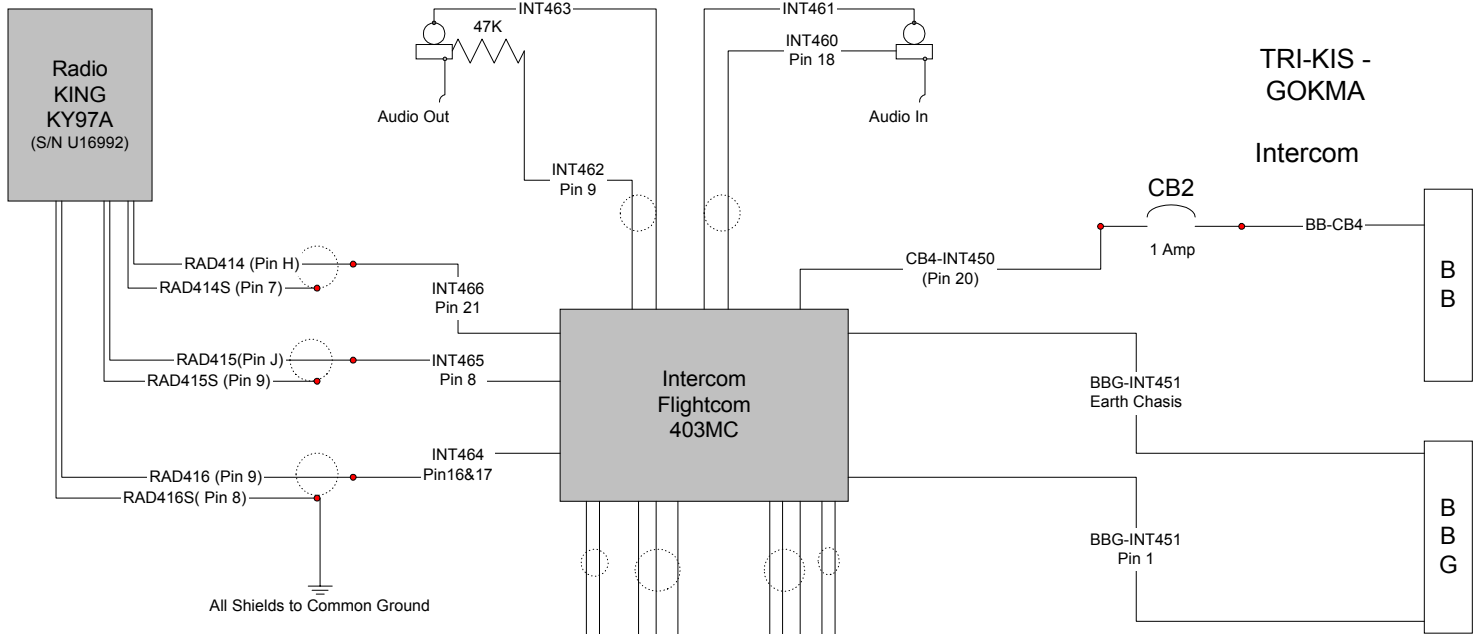 INT463
INT461
47K
INT460
Pin 18
TRI-KIS -
GOKMA
Radio
KING
KY97A
(S/N U16992)
Audio Out
Audio In
Intercom
INT462
Pin 9
CB2
1 Amp
BB-CB4
B
B
RAD414 (Pin H)
RAD414S (Pin 7)
INT466
Pin 21
CB4-INT450
(Pin 20)
RAD415(Pin J)
RAD415S (Pin 9)
INT465
Pin 8
Intercom
Flightcom
403MC
BBG-INT451
Earth Chasis
RAD416 (Pin 9)
RAD416S( Pin 8)
INT464
Pin16&17
BBG-INT451
Pin 1
B
B
G
All Shields to Common Ground